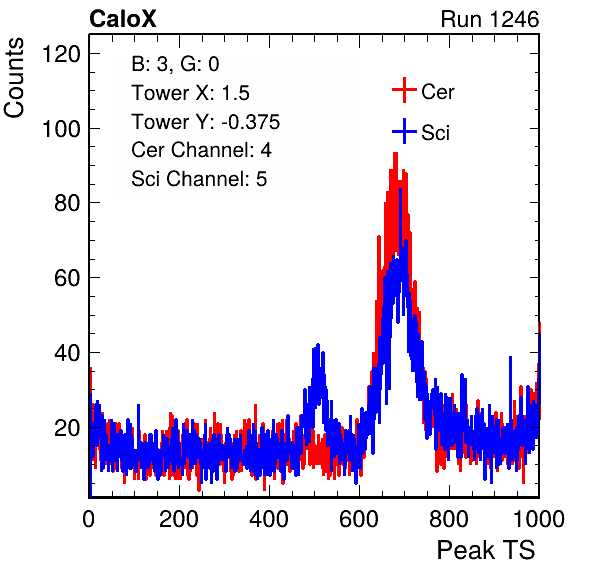 CaloX Run 1246
Counts
120
100
80
60
40
20
B: 3, G: 0
Tower X: 1.5
Tower Y: -0.375
Cer Channel: 4
Sci Channel: 5
Cer
Sci
0 200 400 600 800 1000
Peak TS